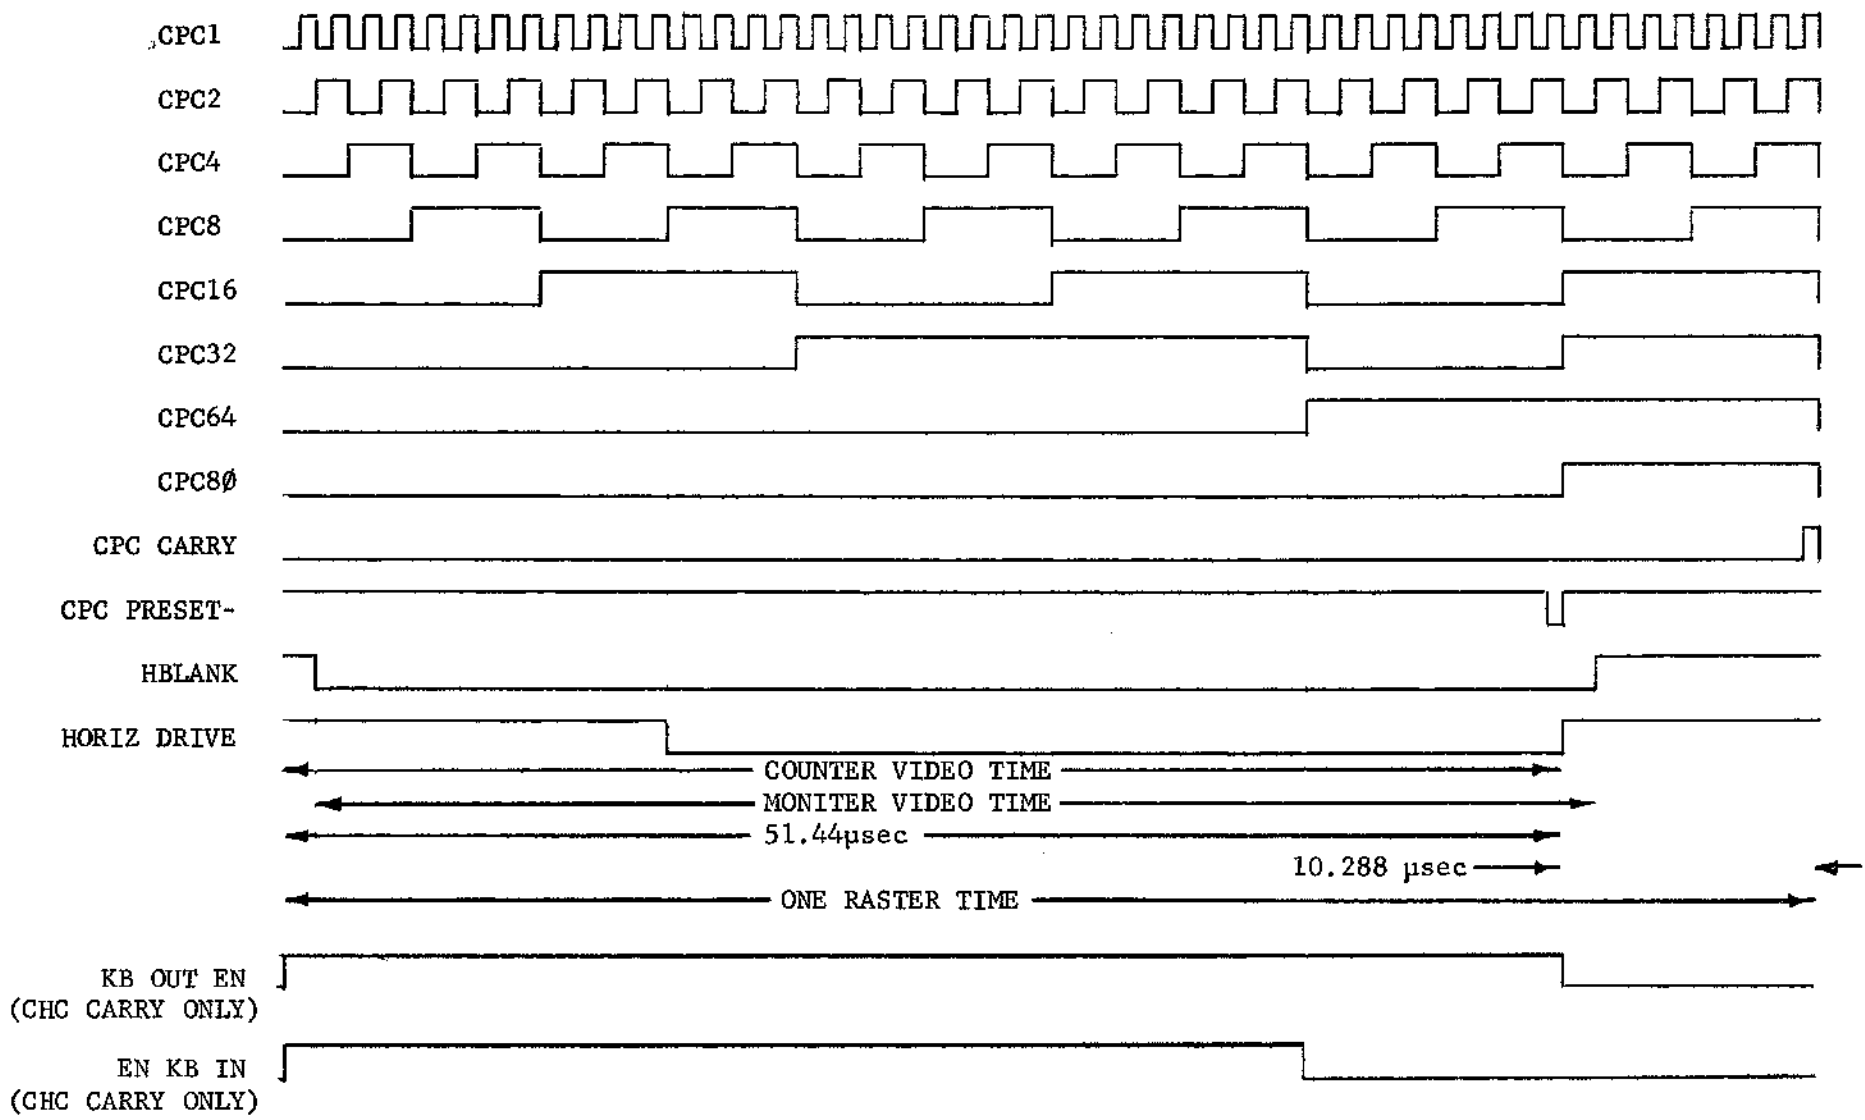 CPC1
CPC2
CPC4
CPC8
CPC16
CPC32
CPC64
CPC8Ø
CPC CARRY
CPC PRESET-
HBLANK
HORIZ DRIVE
COUNTER VIDEO TIME
MONITER VIDEO TIME
51.44µsec
10.288 µsec
ONE RASTER TIME
KB OUT EN
(CHC CARRY ONLY)
EN KB IN
(CHC CARRY ONLY)